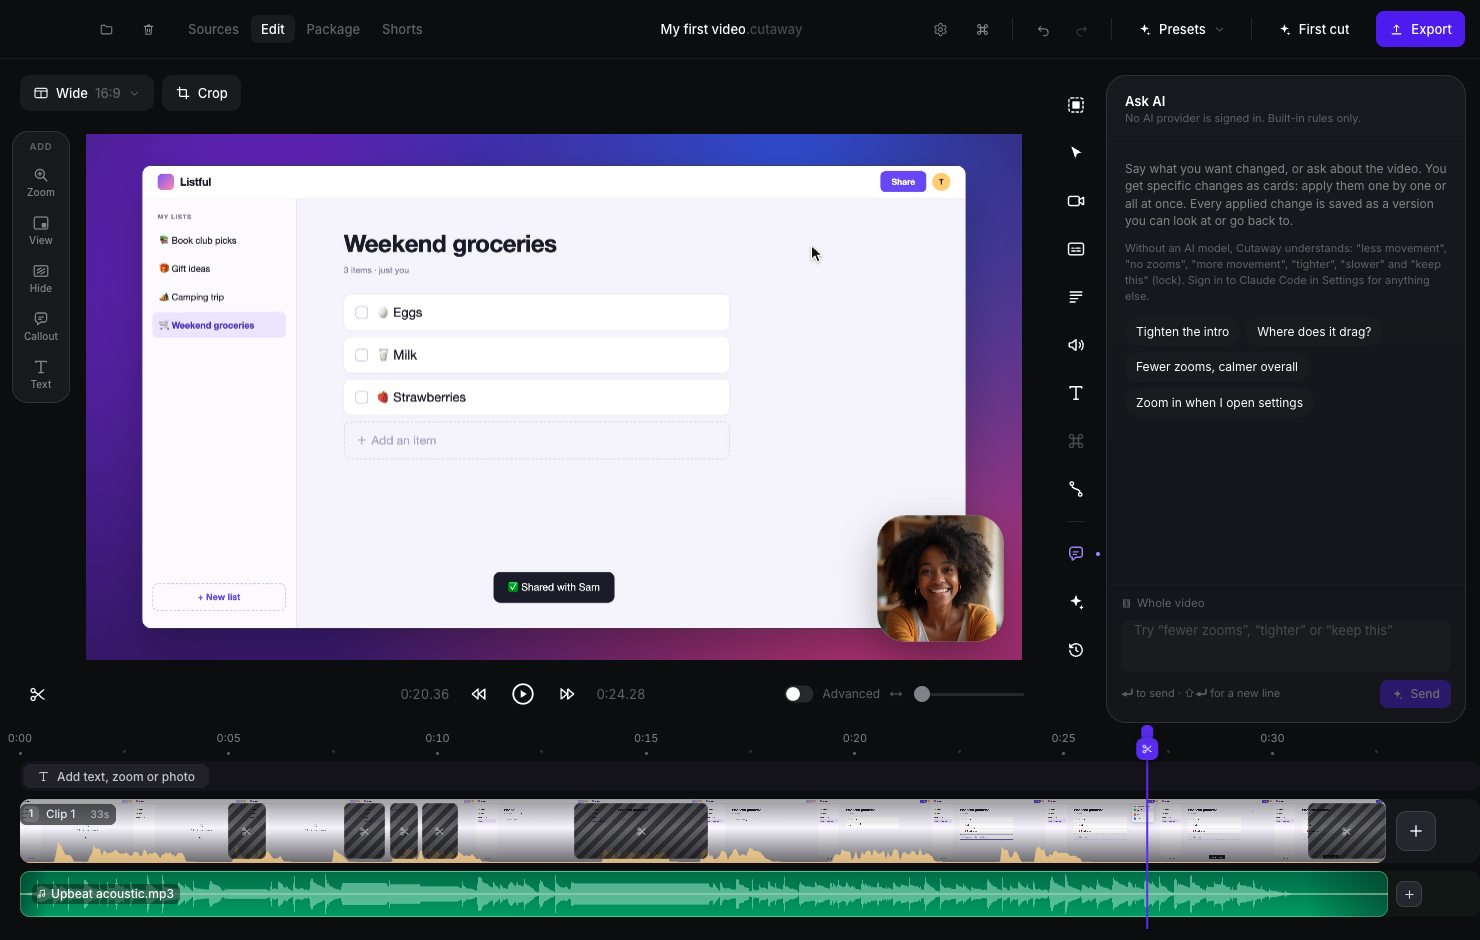 Sources
Edit
Package
Shorts
My first video.cutaway
Presets
First cut
Export
Wide 16:9
Crop
ADD
Zoom
View
Hide
Callout
Text
Listful
Share
T
MY LISTS
Book club picks
Gift ideas
Camping trip
Weekend groceries
+ New list
Weekend groceries
3 items · just you
Eggs
Milk
Strawberries
+ Add an item
Shared with Sam
Ask AI
No AI provider is signed in. Built-in rules only.
Say what you want changed, or ask about the video. You
get specific changes as cards: apply them one by one or
all at once. Every applied change is saved as a version
you can look at or go back to.
Without an AI model, Cutaway understands: "less movement",
"no zooms", "more movement", "tighter", "slower" and "keep
this" (lock). Sign in to Claude Code in Settings for anything
else.
Tighten the intro
Where does it drag?
Fewer zooms, calmer overall
Zoom in when I open settings
Whole video
Try “fewer zooms”, “tighter” or “keep this”
to send · ⇧↵ for a new line
Send
0:20.36
0:24.28
Advanced
0:00
0:05
0:10
0:15
0:20
0:25
0:30
Add text, zoom or photo
1 Clip 1 33s
Upbeat acoustic.mp3